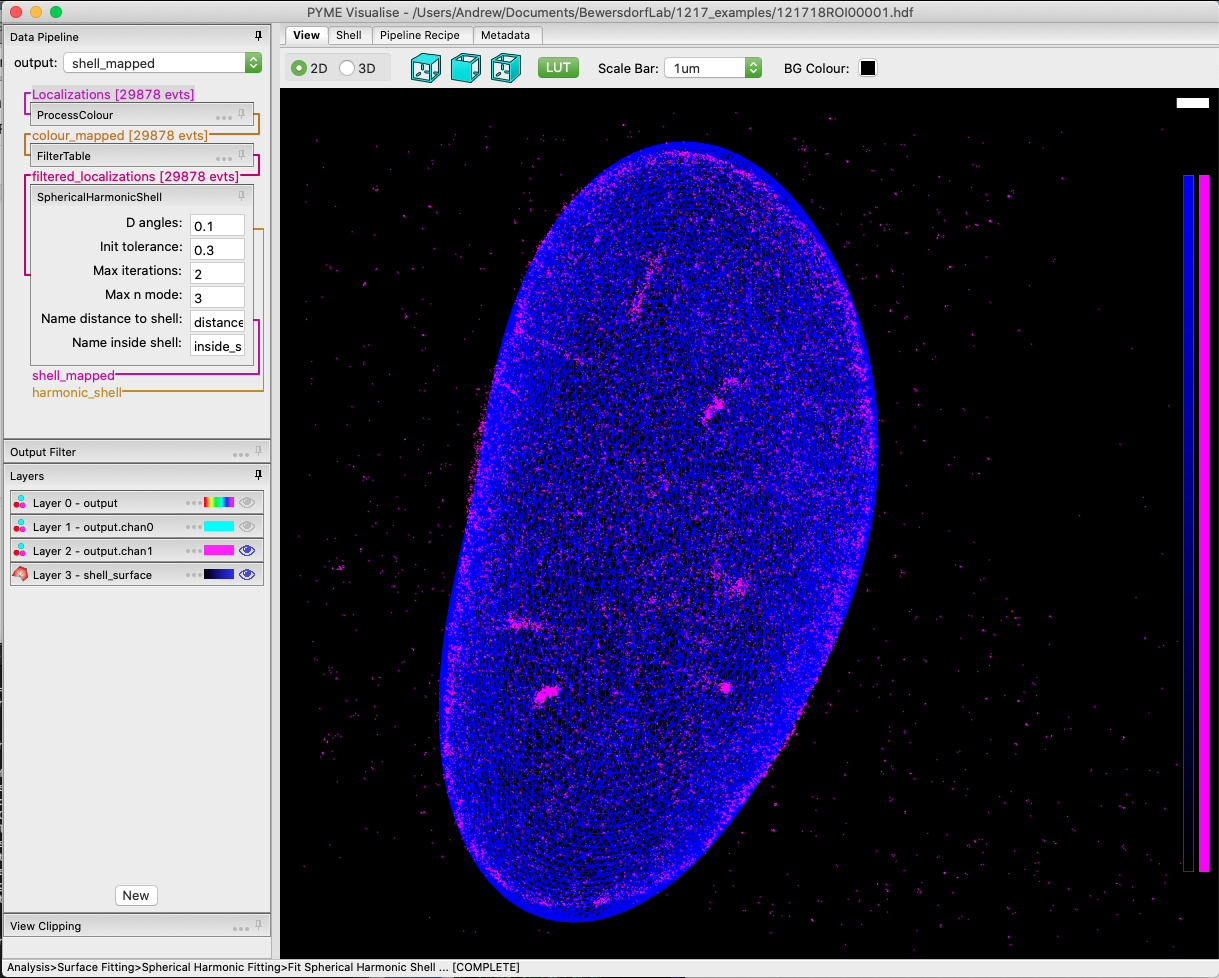 PYME Visualise - /Users/Andrew/Documents/BewersdorfLab/1217_examples/121718ROI00001.hdf
Data Pipeline
output: shell_mapped
Localizations [29878 evts]
ProcessColour
colour_mapped [29878 evts]
FilterTable
filtered_localizations [29878 evts]
SphericalHarmonicShell
D angles: 0.1
Init tolerance: 0.3
Max iterations: 2
Max n mode: 3
Name distance to shell: distance
Name inside shell: inside_s
shell_mapped
harmonic_shell
Output Filter
Layers
Layer 0 - output
Layer 1 - output.chan0
Layer 2 - output.chan1
Layer 3 - shell_surface
New
View Clipping
View Shell Pipeline Recipe Metadata
2D 3D LUT Scale Bar: 1um BG Colour:
Analysis>Surface Fitting>Spherical Harmonic Fitting>Fit Spherical Harmonic Shell ... [COMPLETE]